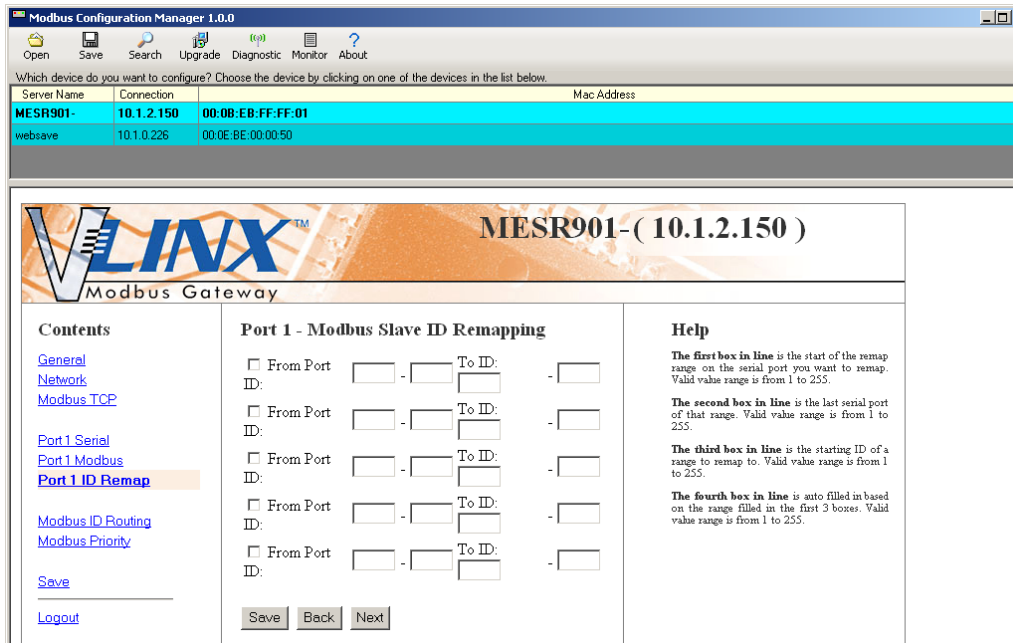 Modbus Configuration Manager 1.0.0
Open Save Search Upgrade Diagnostic Monitor About
Which device do you want to configure? Choose the device by clicking on one of the devices in the list below.
Server Name Connection Mac Address
MESR901- 10.1.2.150 00:0B:EB:FF:FF:01
websave 10.1.0.226 00:0E:BE:00:00:50
VLINX TM
Modbus Gateway
MESR901-( 10.1.2.150 )
Contents
General
Network
Modbus TCP
Port 1 Serial
Port 1 Modbus
Port 1 ID Remap
Modbus ID Routing
Modbus Priority
Save
Logout
Port 1 - Modbus Slave ID Remapping
From Port - To ID: -
ID:
From Port - To ID: -
ID:
From Port - To ID: -
ID:
From Port - To ID: -
ID:
From Port - To ID: -
ID:
Save Back Next
Help
The first box in line is the start of the remap
range on the serial port you want to remap.
Valid value range is from 1 to 255.
The second box in line is the last serial port
of that range. Valid value range is from 1 to
255.
The third box in line is the starting ID of a
range to remap to. Valid value range is from 1
to 255.
The fourth box in line is auto filled in based
on the range filled in the first 3 boxes. Valid
value range is from 1 to 255.